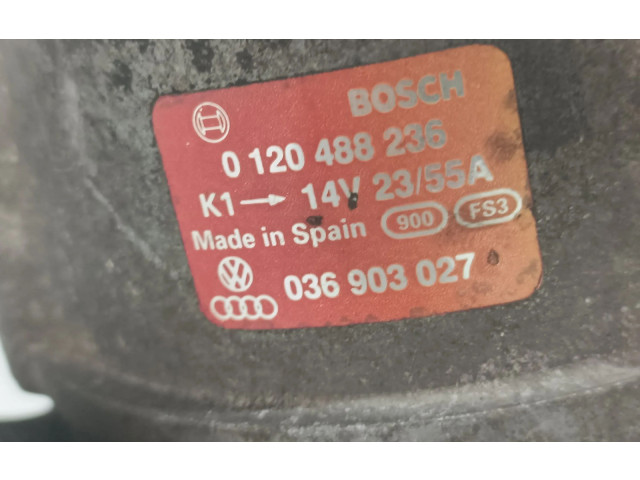 BOSCH
0 120 488 236
K1→ 14V 23/55A
Made in Spain 900 FS3
036 903 027